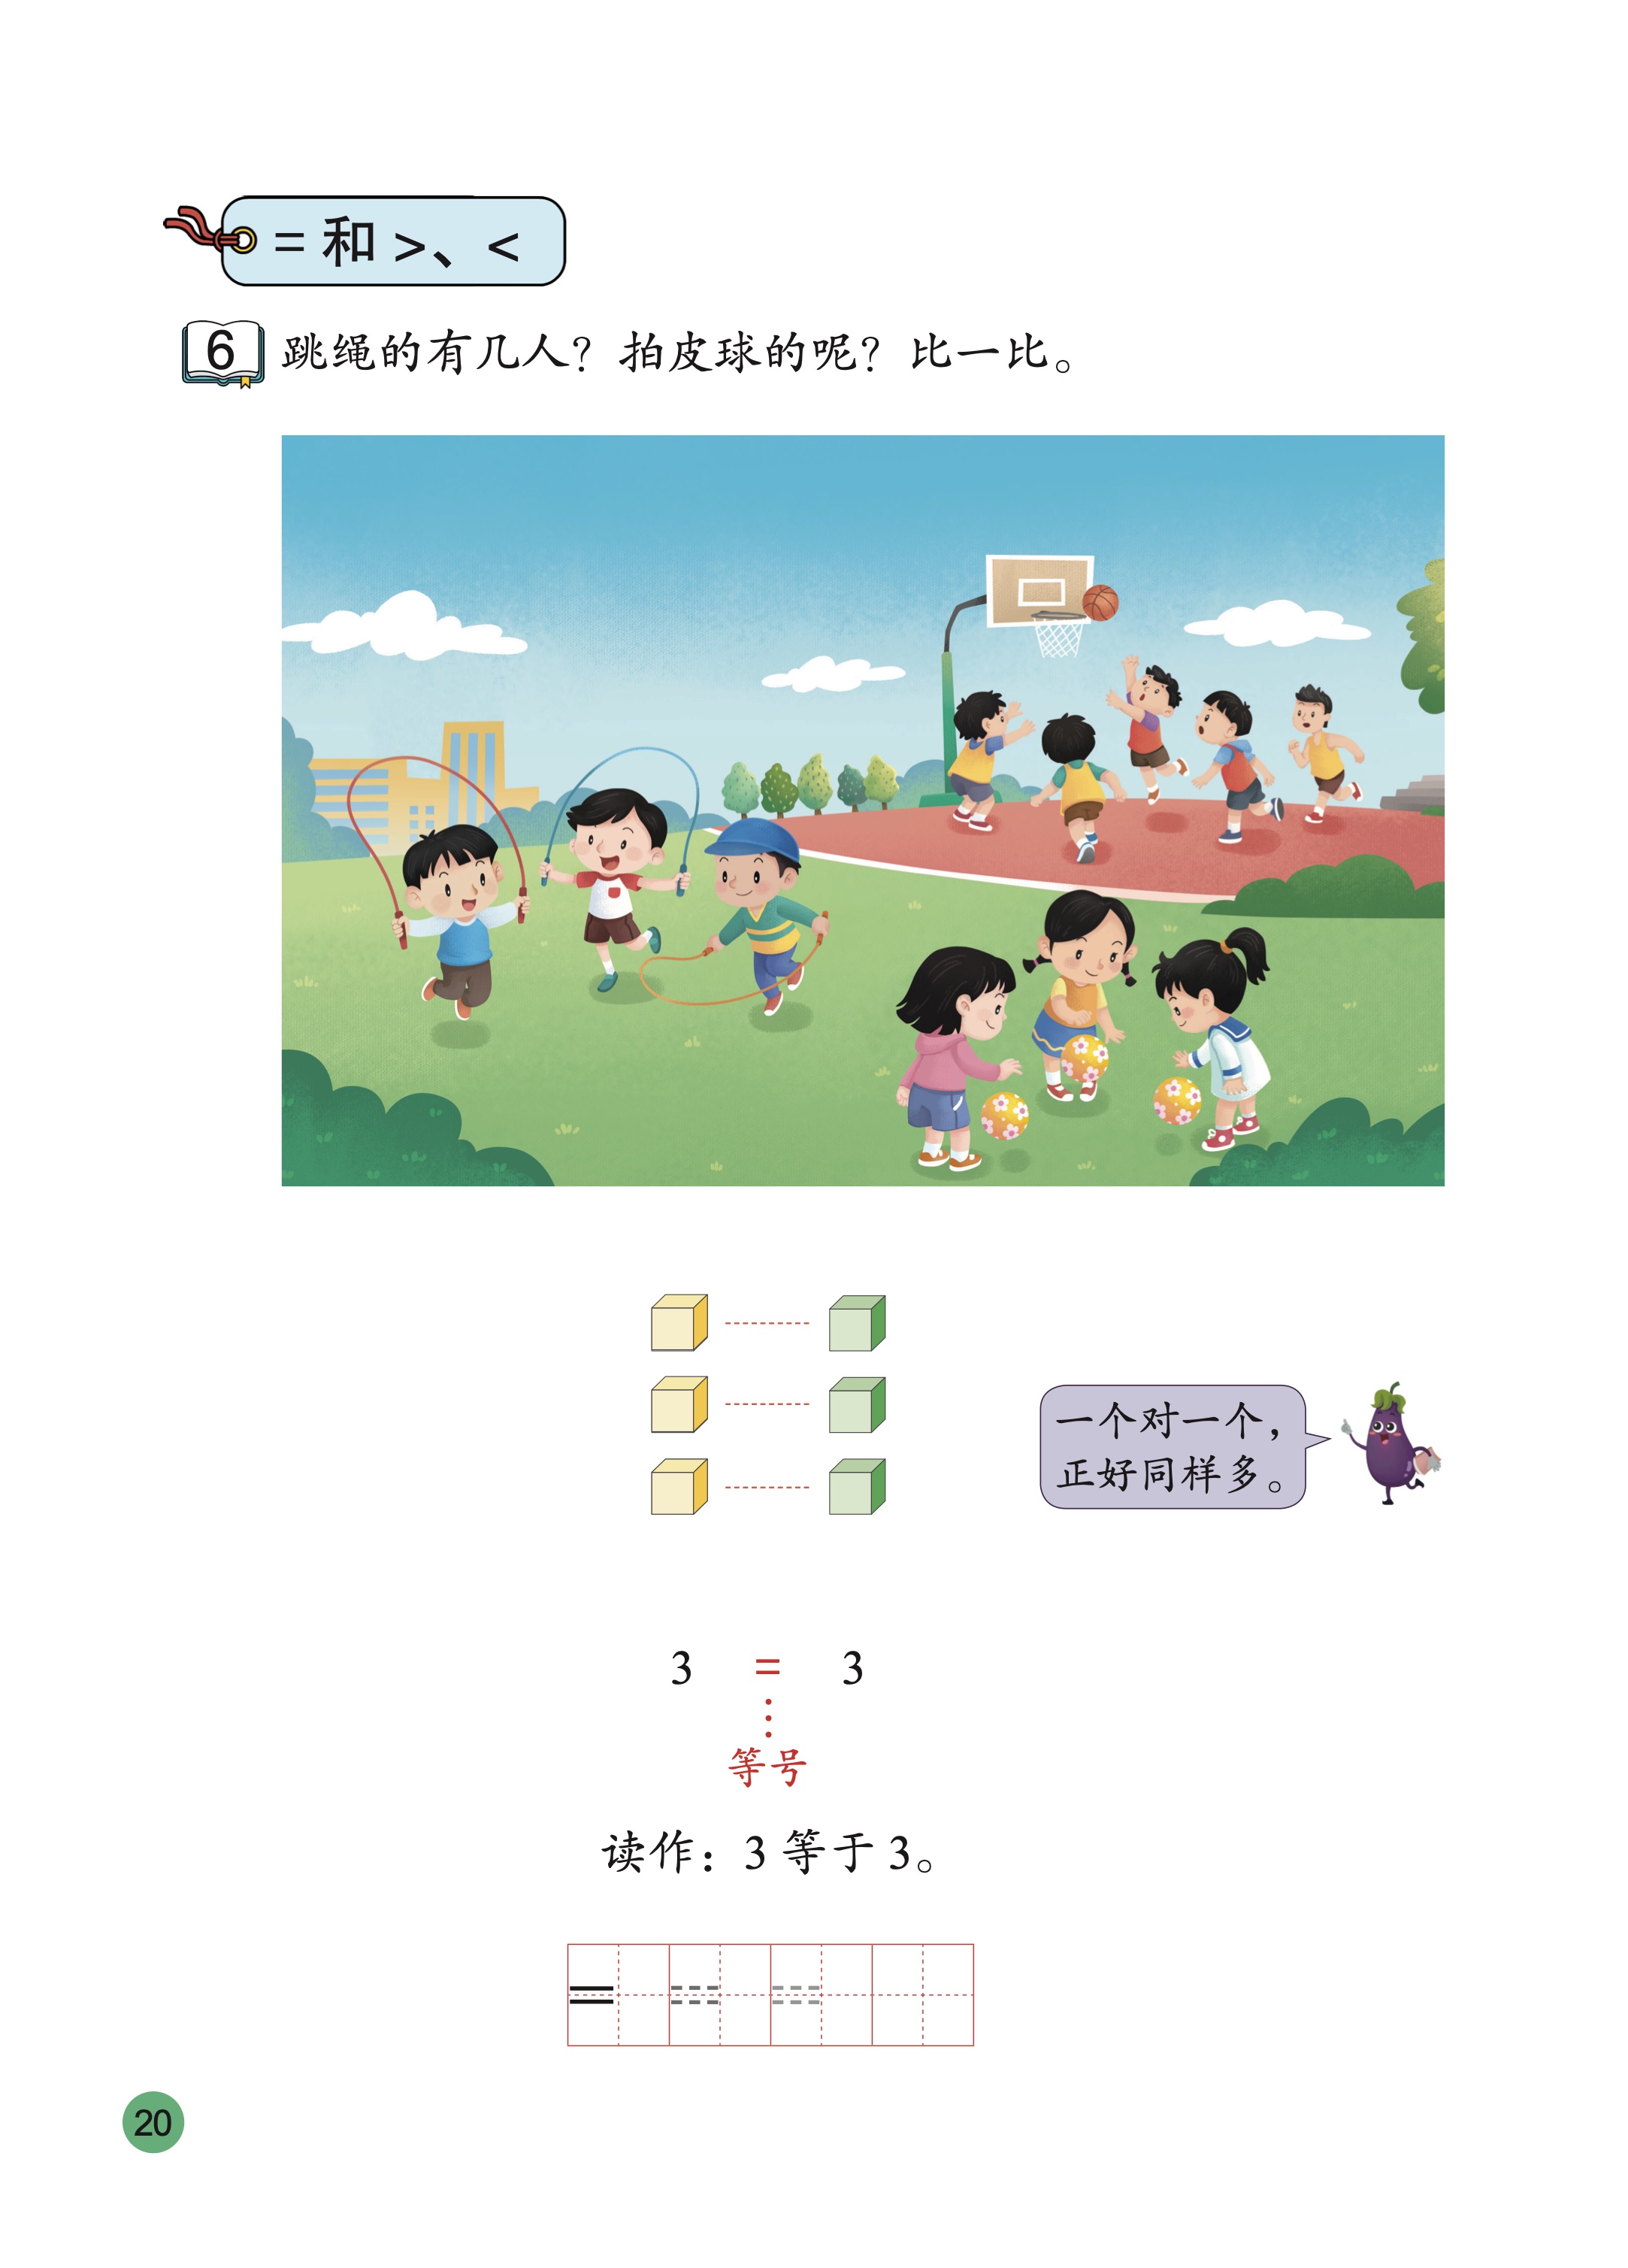 = 和 >、<
6 跳绳的有几人？拍皮球的呢？比一比。
一个对一个，
正好同样多。
3 = 3
等号
读作：3 等于 3。
= = =
20